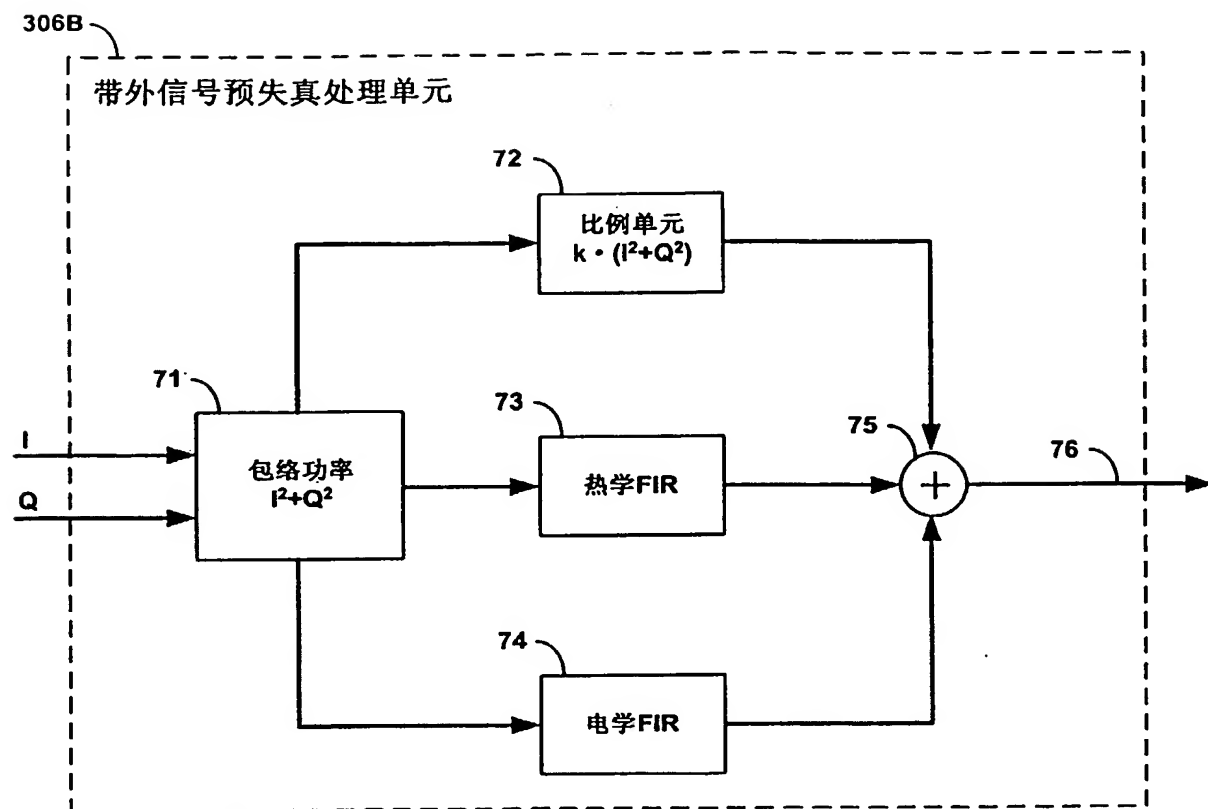 306B
带外信号预失真处理单元
72
比例单元
k • (I²+Q²)
71
I
Q
包络功率
I²+Q²
73
热学FIR
75
+
76
74
电学FIR